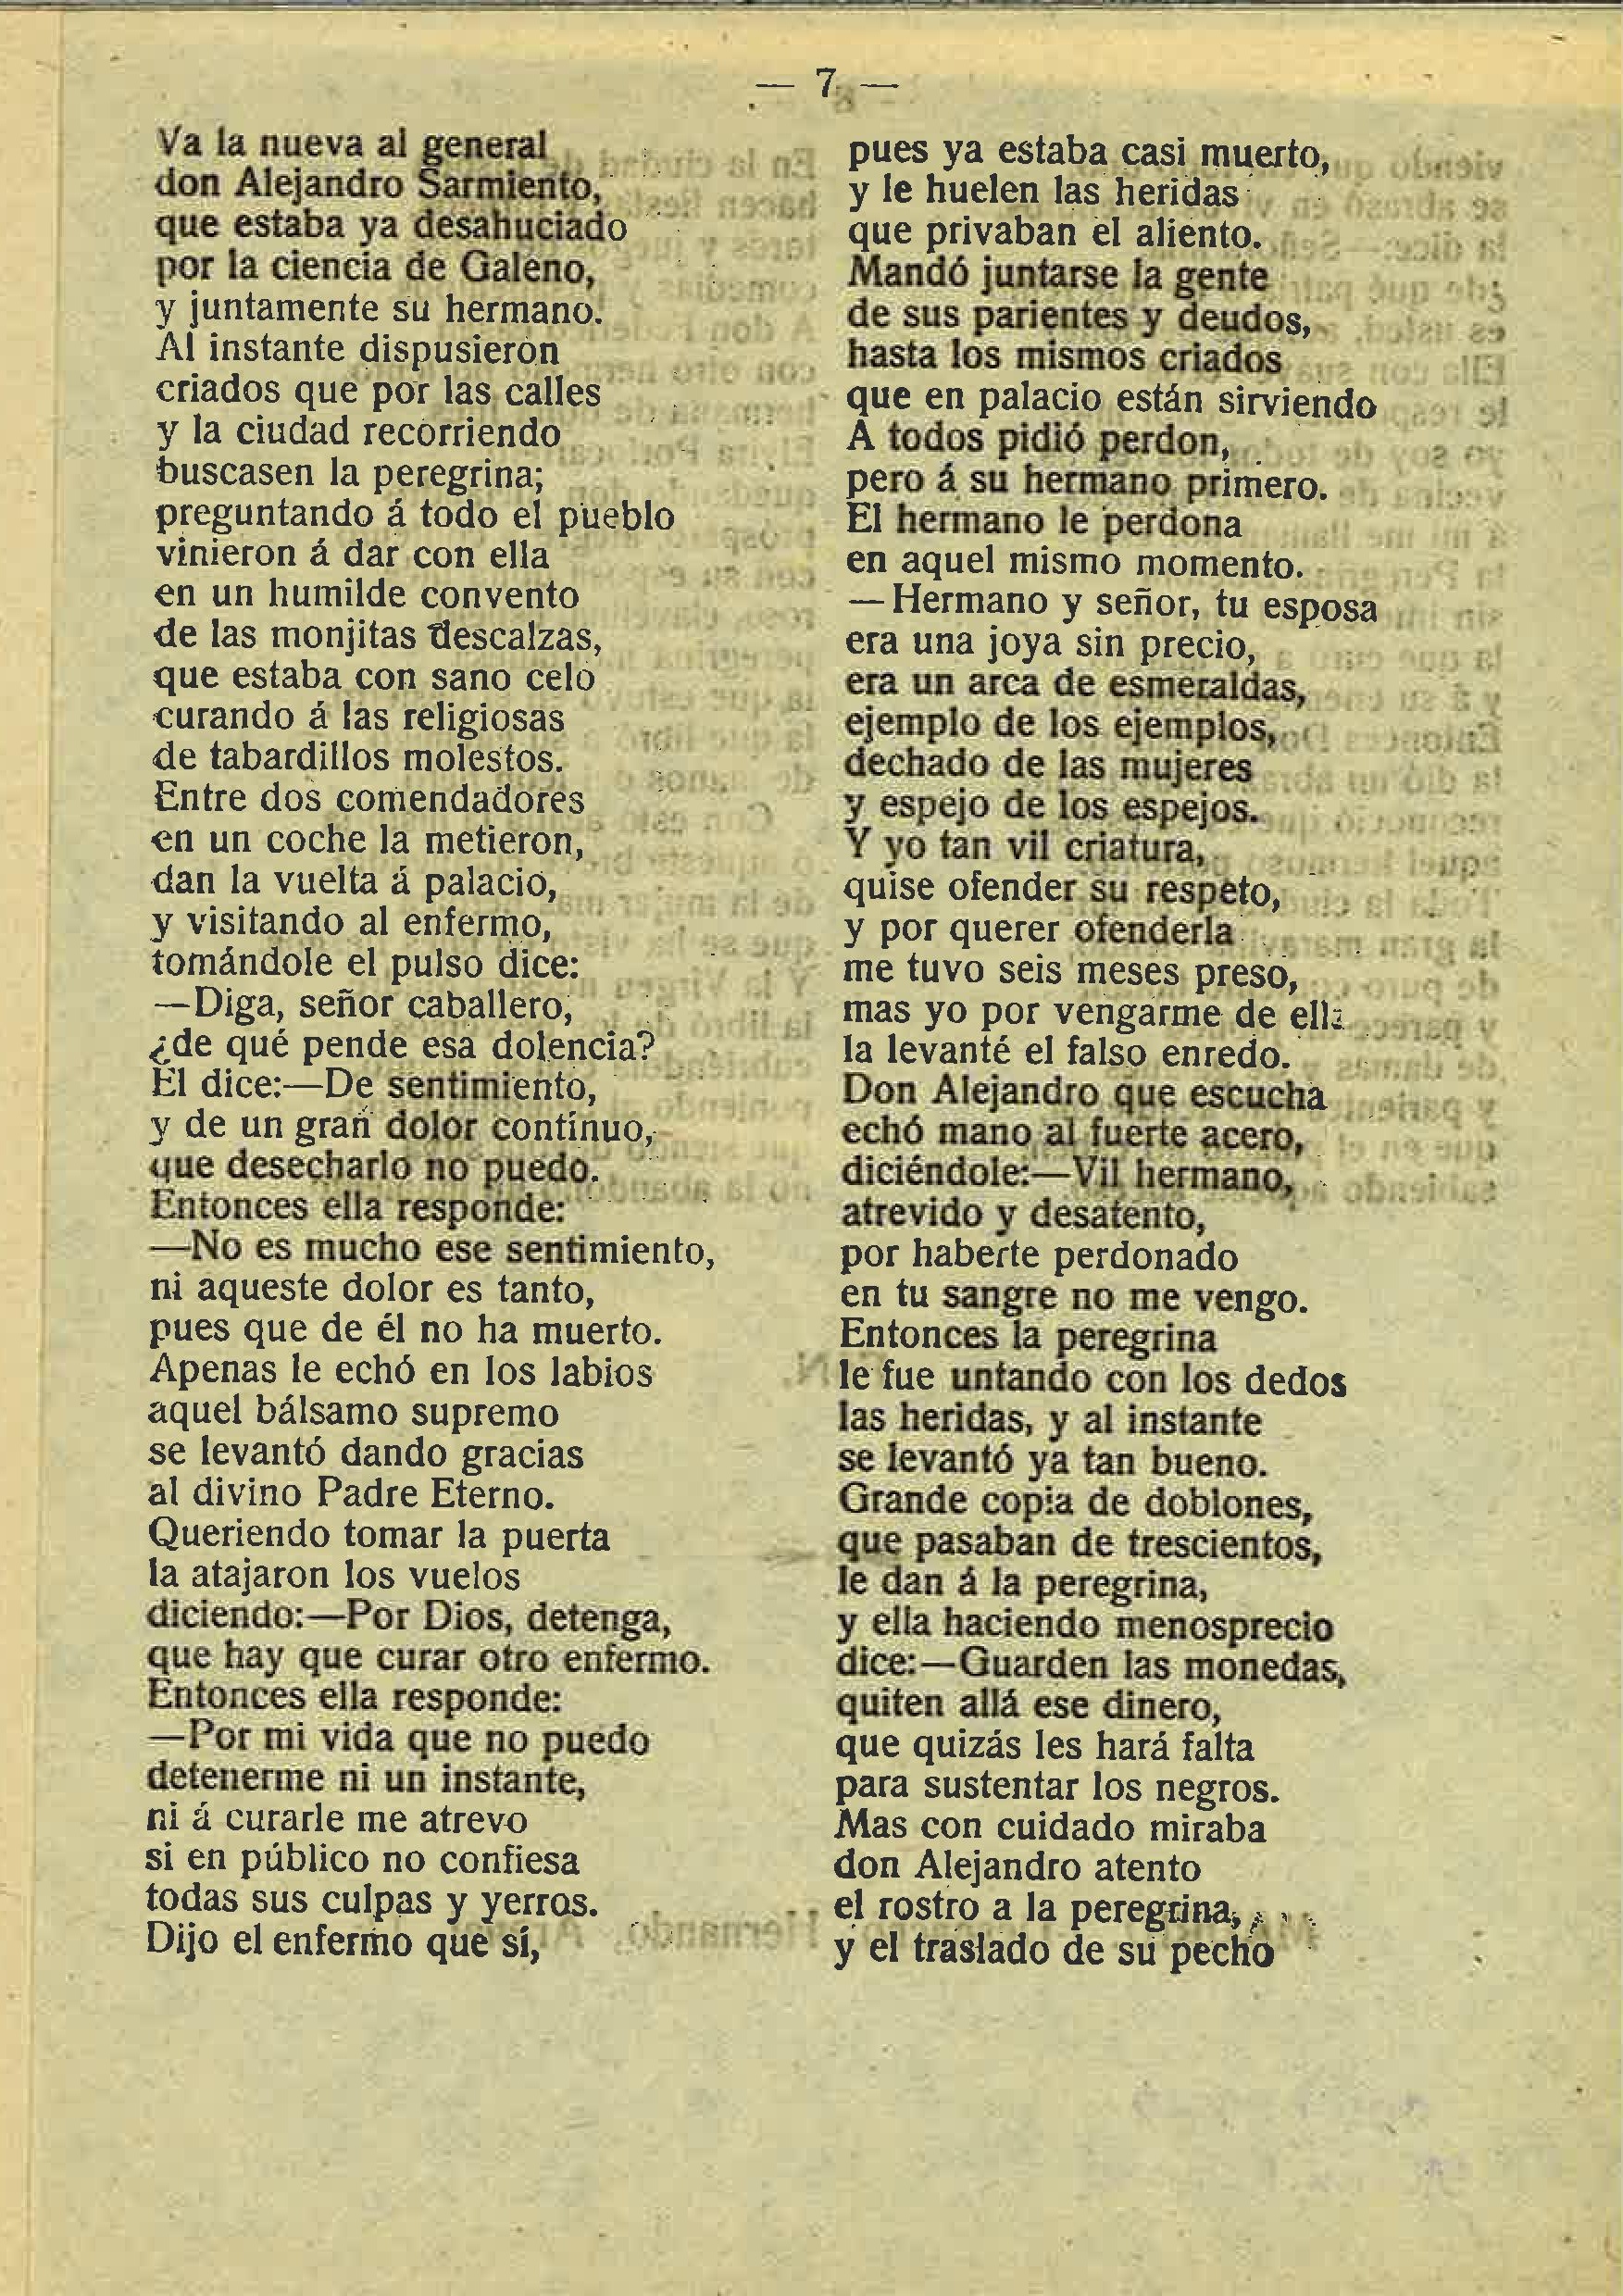 — 7 —
Va la nueva al general
don Alejandro Sarmiento,
que estaba ya desahuciado
por la ciencia de Galeno,
y juntamente su hermano.
Al instante dispusieron
criados que por las calles
y la ciudad recorriendo
buscasen la peregrina;
preguntando á todo el pueblo
vinieron á dar con ella
en un humilde convento
de las monjitas descalzas,
que estaba con sano celo
curando á las religiosas
de tabardillos molestos.
Entre dos comendadores
en un coche la metieron,
dan la vuelta á palacio,
y visitando al enfermo,
tomándole el pulso dice:
—Diga, señor caballero,
¿de qué pende esa dolencia?
El dice:—De sentimiento,
y de un gran dolor contínuo,
que desecharlo no puedo.
Entonces ella responde:
—No es mucho ese sentimiento,
ni aqueste dolor es tanto,
pues que de él no ha muerto.
Apenas le echó en los labios
aquel bálsamo supremo
se levantó dando gracias
al divino Padre Eterno.
Queriendo tomar la puerta
la atajaron los vuelos
diciendo:—Por Dios, detenga,
que hay que curar otro enfermo.
Entonces ella responde:
—Por mi vida que no puedo
detenerme ni un instante,
ni á curarle me atrevo
si en público no confiesa
todas sus culpas y yerros.
Dijo el enfermo que sí,
pues ya estaba casi muerto,
y le huelen las heridas
que privaban el aliento.
Mandó juntarse la gente
de sus parientes y deudos,
hasta los mismos criados
que en palacio están sirviendo
A todos pidió perdon,
pero á su hermano primero.
El hermano le perdona
en aquel mismo momento.
—Hermano y señor, tu esposa
era una joya sin precio,
era un arca de esmeraldas,
ejemplo de los ejemplos,
dechado de las mujeres
y espejo de los espejos.
Y yo tan vil criatura,
quise ofender su respeto,
y por querer ofenderla
me tuvo seis meses preso,
mas yo por vengarme de ella
la levanté el falso enredo.
Don Alejandro que escucha
echó mano al fuerte acero,
diciéndole:—Vil hermano,
atrevido y desatento,
por haberte perdonado
en tu sangre no me vengo.
Entonces la peregrina
le fue untando con los dedos
las heridas, y al instante
se levantó ya tan bueno.
Grande copia de doblones,
que pasaban de trescientos,
le dan á la peregrina,
y ella haciendo menosprecio
dice:—Guarden las monedas,
quiten allá ese dinero,
que quizás les hará falta
para sustentar los negros.
Mas con cuidado miraba
don Alejandro atento
el rostro a la peregrina,
y el traslado de su pecho